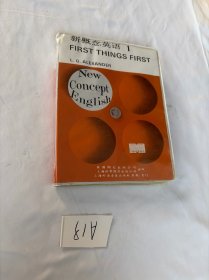 新概念英语 1
FIRST THINGS FIRST
L. G. ALEXANDER
New
Concept
English
A18